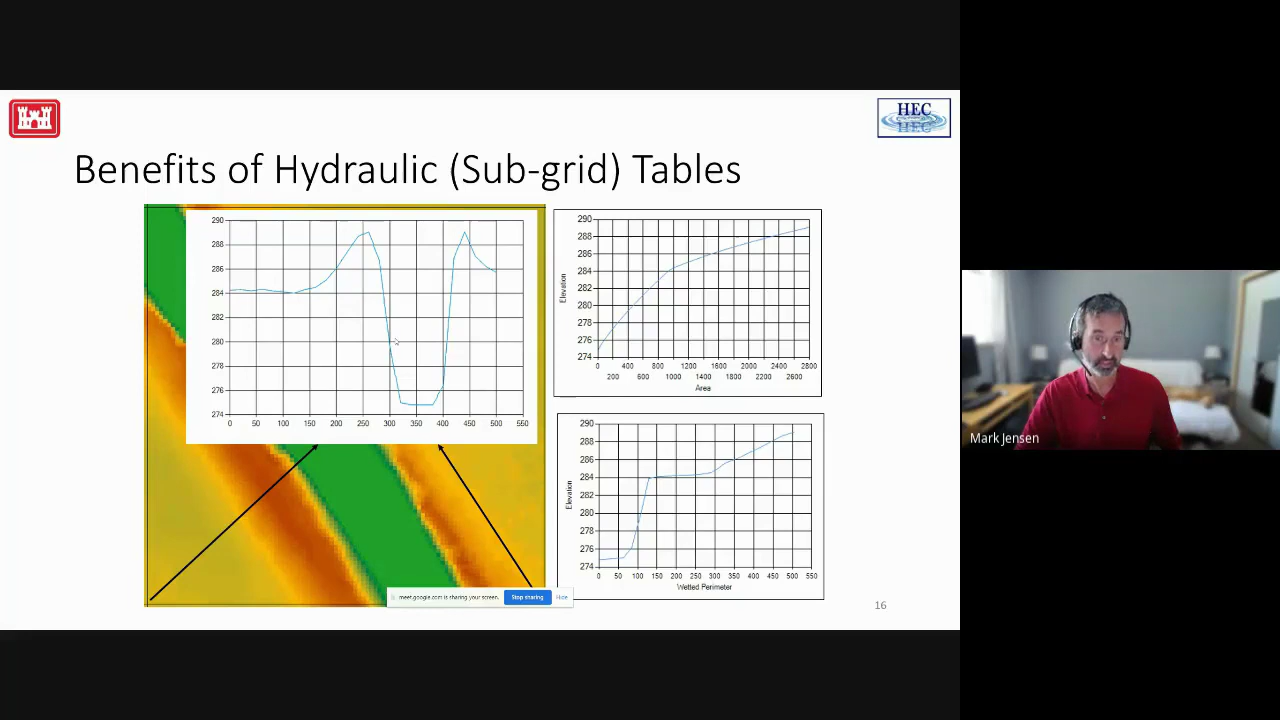 HEC
HEC
Benefits of Hydraulic (Sub-grid) Tables
290
288
286
284
282
280
278
276
274
0 50 100 150 200 250 300 350 400 450 500 550
290
288
286
284
282
280
278
276
274
Elevation
0 400 800 1200 1600 2000 2400 2800
200 600 1000 1400 1800 2200 2600
Area
290
288
286
284
282
280
278
276
274
Elevation
0 50 100 150 200 250 300 350 400 450 500 550
Wetted Perimeter
meet.google.com is sharing your screen. Stop sharing Hide
16
Mark Jensen